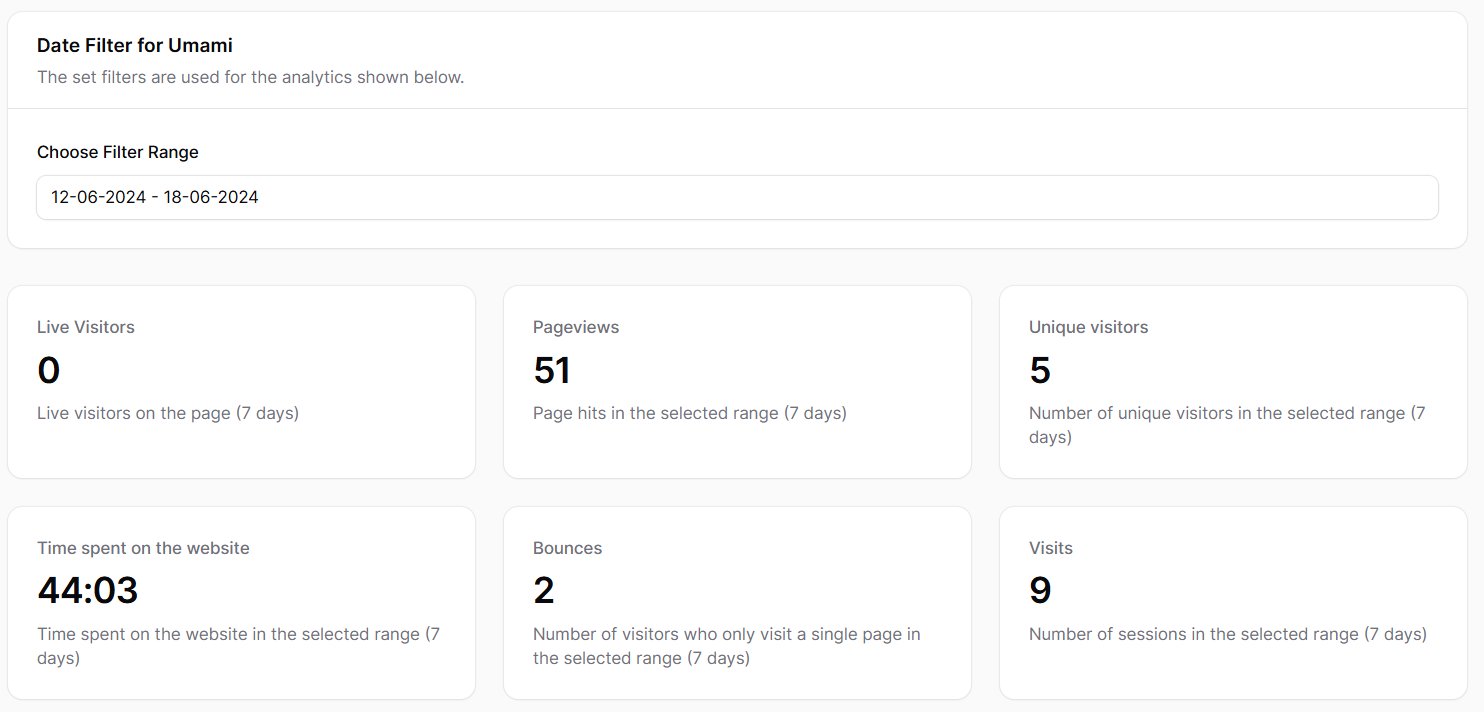 Date Filter for Umami
The set filters are used for the analytics shown below.
Choose Filter Range
12-06-2024 - 18-06-2024
Live Visitors
0
Live visitors on the page (7 days)
Pageviews
51
Page hits in the selected range (7 days)
Unique visitors
5
Number of unique visitors in the selected range (7
days)
Time spent on the website
44:03
Time spent on the website in the selected range (7
days)
Bounces
2
Number of visitors who only visit a single page in
the selected range (7 days)
Visits
9
Number of sessions in the selected range (7 days)